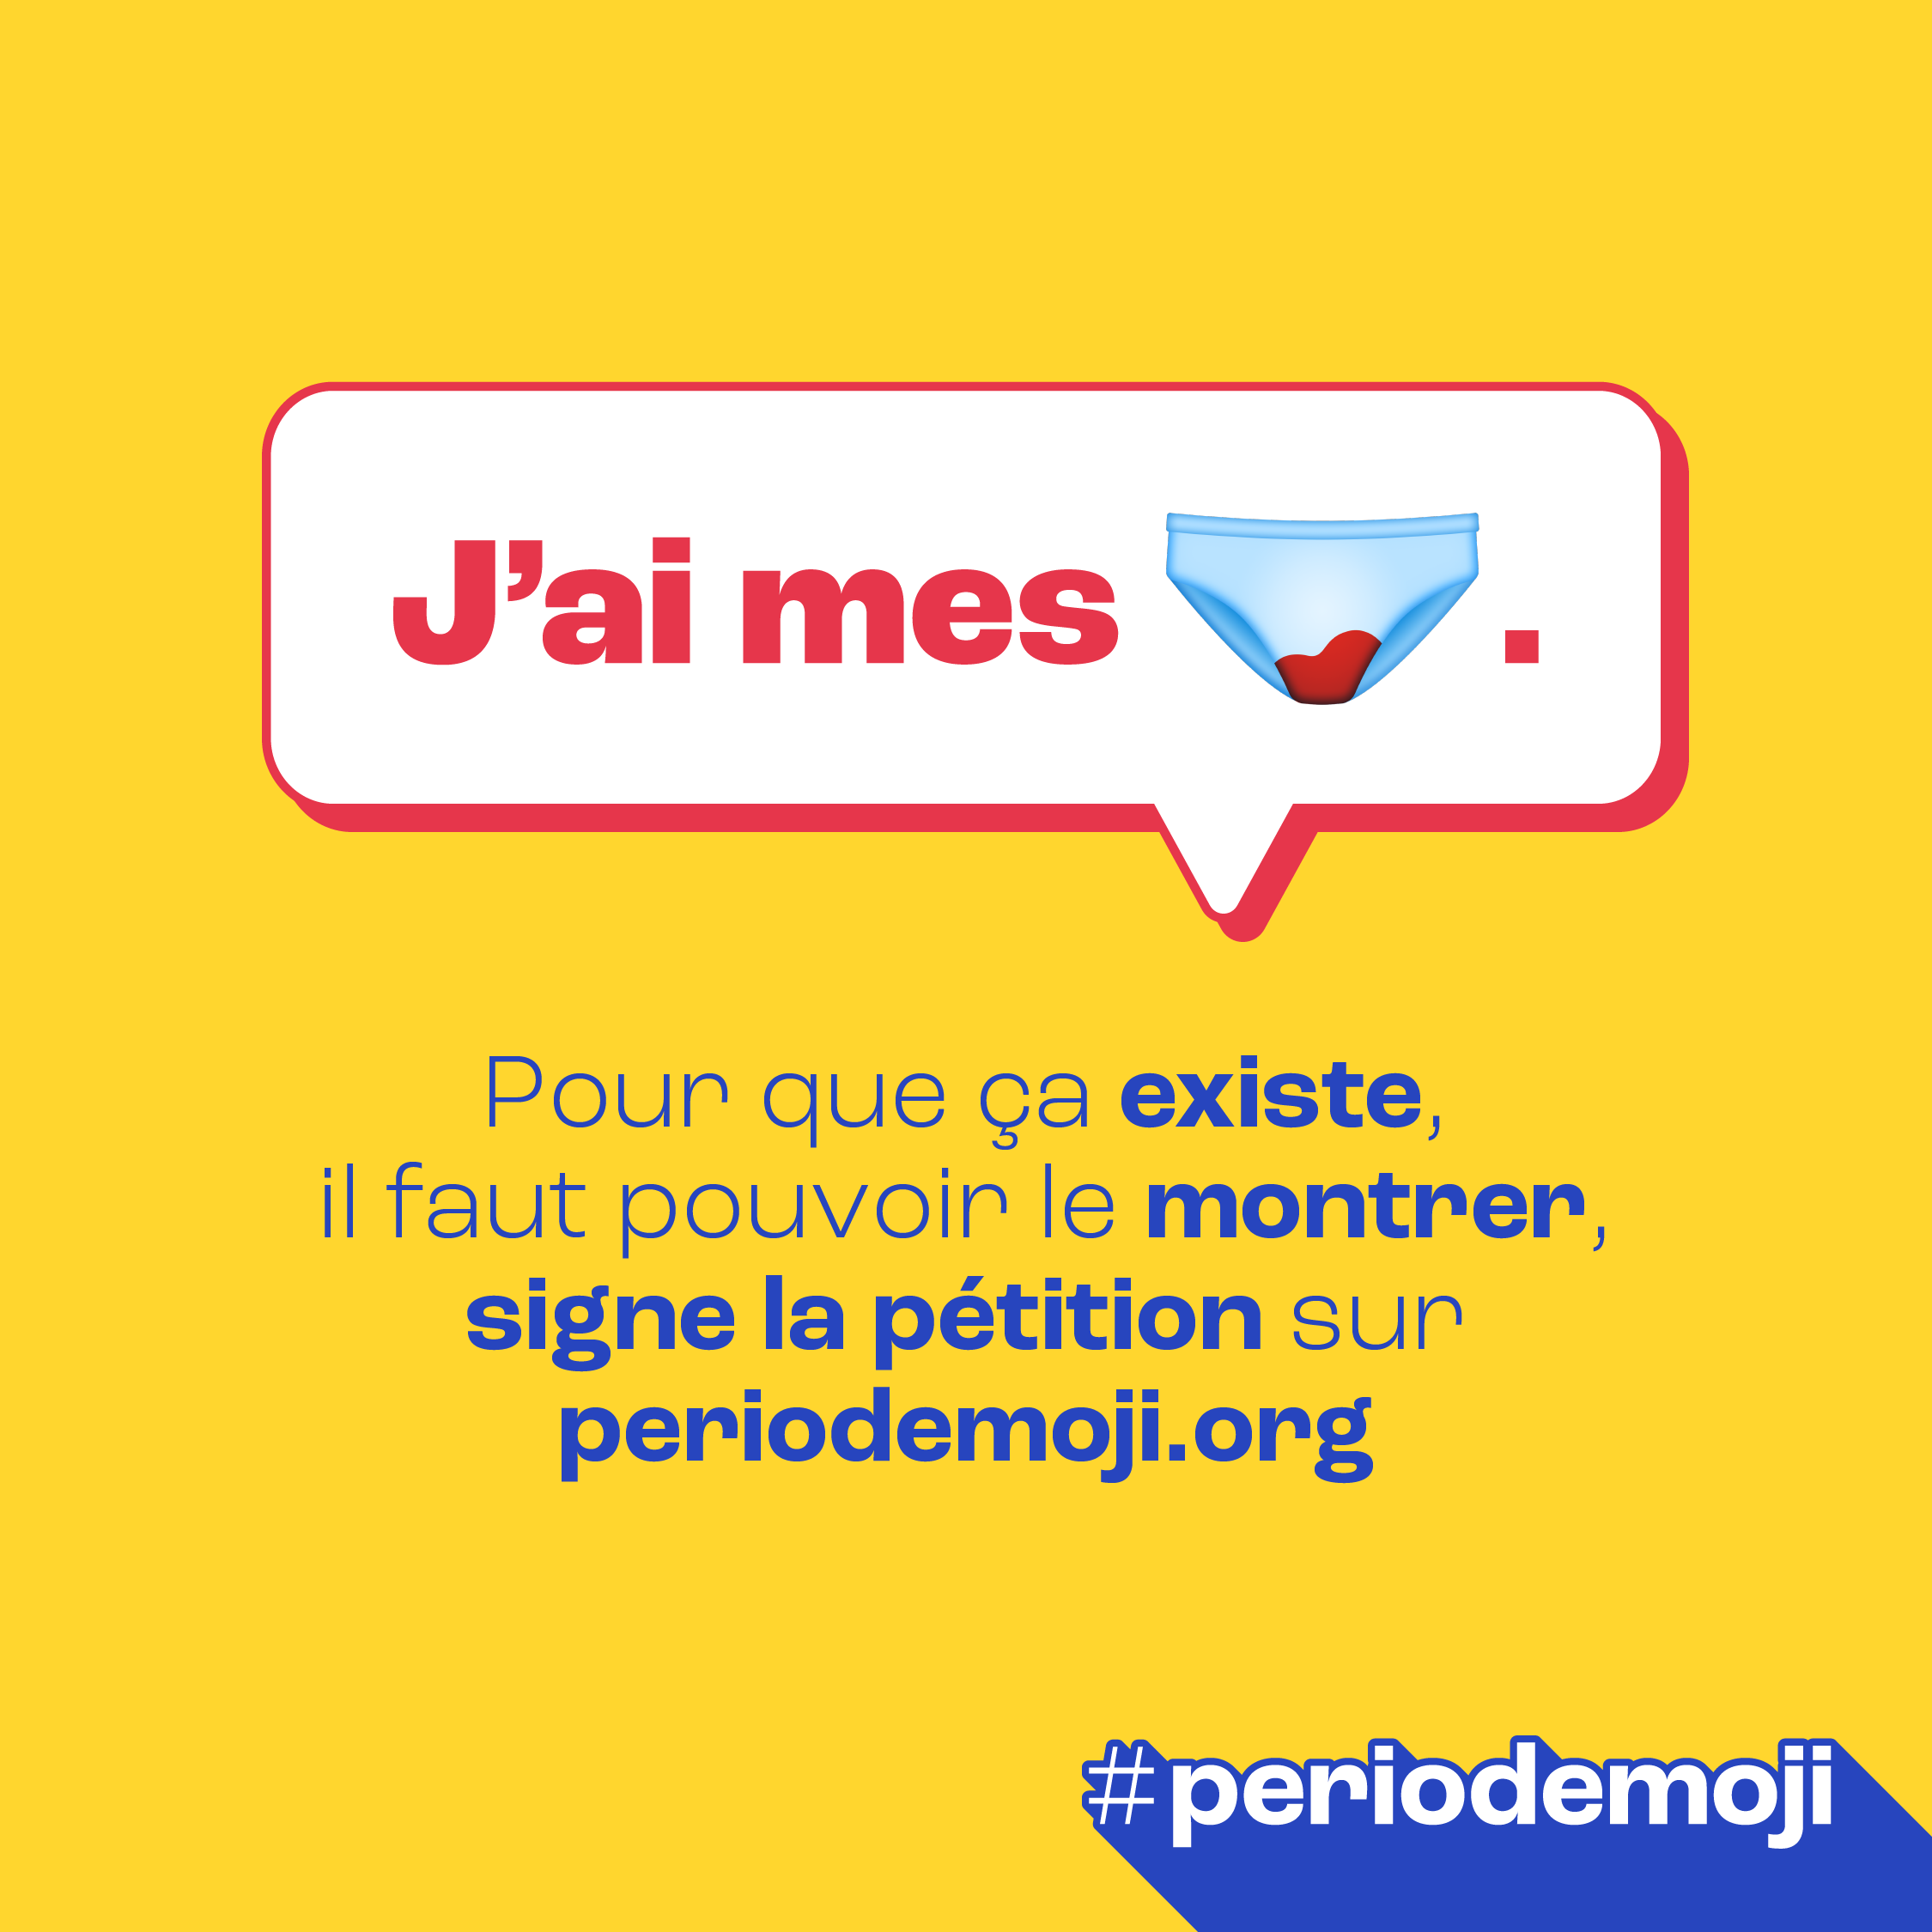 J’ai mes .
Pour que ça existe,
il faut pouvoir le montrer,
signe la pétition sur
periodemoji.org
#periodemoji